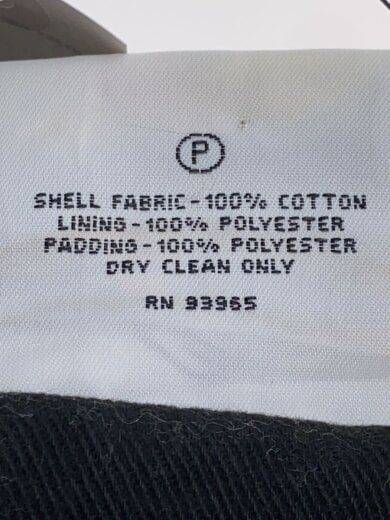 P
SHELL FABRIC-100% COTTON
LINING-100% POLYESTER
PADDING-100% POLYESTER
DRY CLEAN ONLY
RN 93965